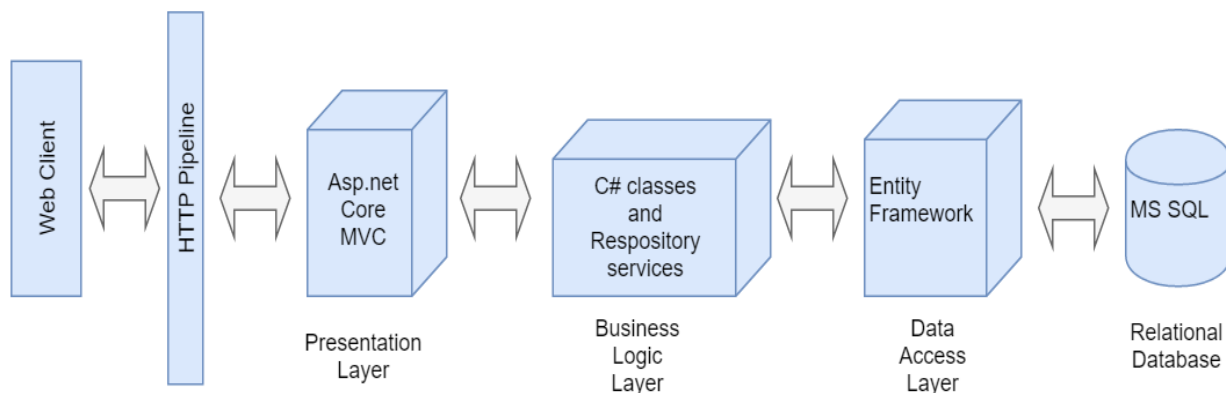 Web Client
HTTP Pipeline
Asp.net
Core
MVC
Presentation
Layer
C# classes
and
Respository
services
Business
Logic
Layer
Entity
Framework
Data
Access
Layer
MS SQL
Relational
Database